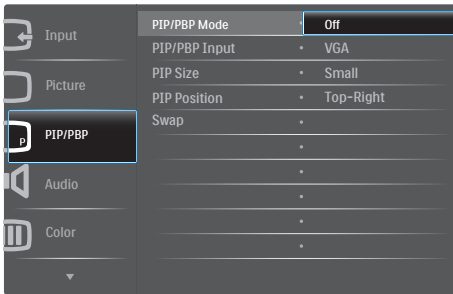 Input
Picture
P
PIP/PBP
Audio
Color
PIP/PBP Mode • Off
PIP/PBP Input • VGA
PIP Size • Small
PIP Position • Top-Right
Swap •